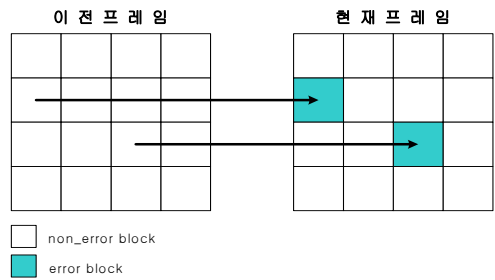 이 전 프 레 임
현 재 프 레 임
non_error block
error block